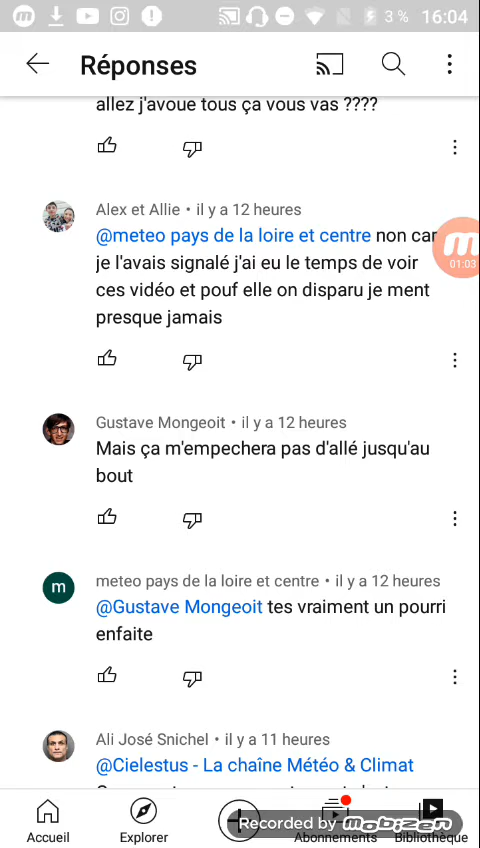 3 % 16:04
Réponses
allez j'avoue tous ça vous vas ????
Alex et Allie • il y a 12 heures
@meteo pays de la loire et centre non car
je l'avais signalé j'ai eu le temps de voir
ces vidéo et pouf elle on disparu je ment
presque jamais
01:03
Gustave Mongeoit • il y a 12 heures
Mais ça m'empechera pas d'allé jusqu'au
bout
m
meteo pays de la loire et centre • il y a 12 heures
@Gustave Mongeoit tes vraiment un pourri
enfaite
Ali José Snichel • il y a 11 heures
@Cielestus - La chaîne Météo & Climat
Accueil
Explorer
Abonnements
Bibliothèque
Recorded by mobizen